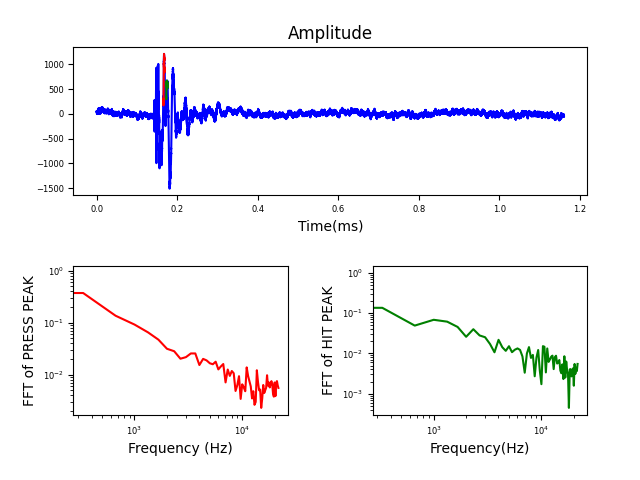 Amplitude
1000
500
0
−500
−1000
−1500
0.0 0.2 0.4 0.6 0.8 1.0 1.2
Time(ms)
FFT of PRESS PEAK
10⁰
10⁻¹
10⁻²
10³ 10⁴
Frequency (Hz)
FFT of HIT PEAK
10⁰
10⁻¹
10⁻²
10⁻³
10³ 10⁴
Frequency(Hz)